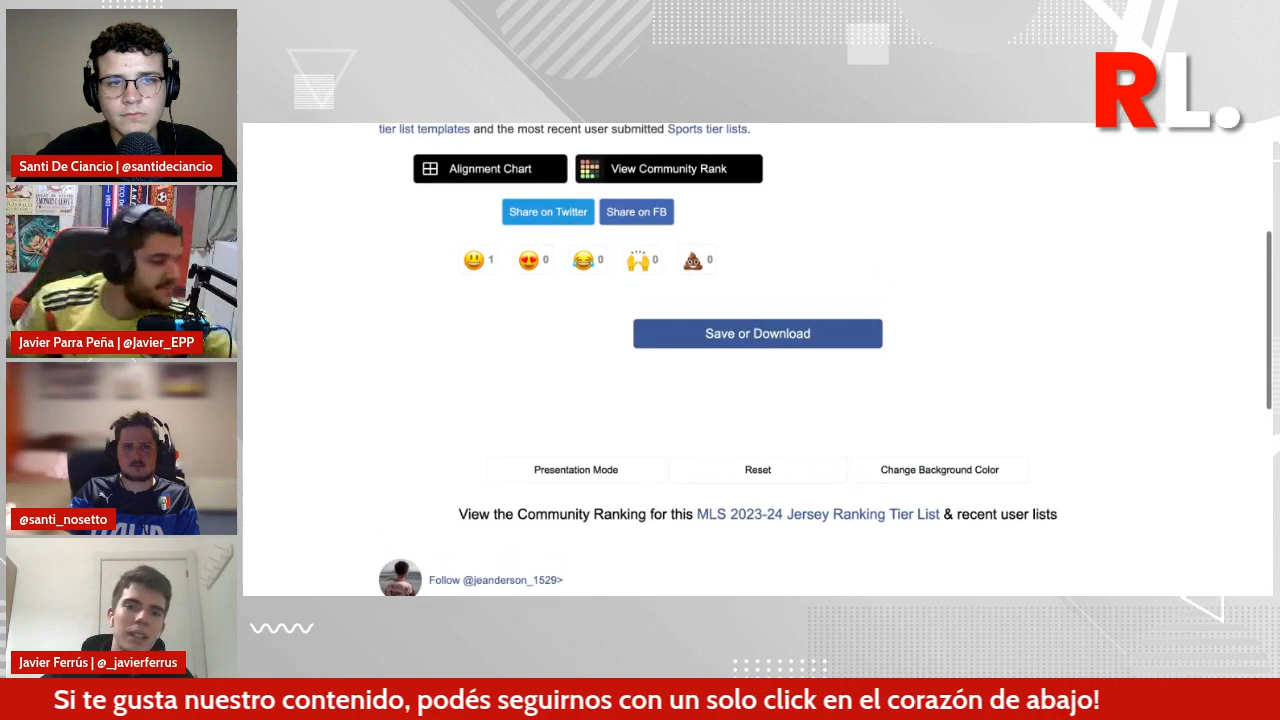 RL.
tier list templates and the most recent user submitted Sports tier lists.
Alignment Chart
View Community Rank
Share on Twitter
Share on FB
1
0
0
0
0
Save or Download
Presentation Mode
Reset
Change Background Color
View the Community Ranking for this MLS 2023-24 Jersey Ranking Tier List & recent user lists
Follow @jeanderson_1529>
Santi De Ciancio | @santideciancio
Javier Parra Peña | @Javier_EPP
@santi_nosetto
Javier Ferrús | @_javierferrus
Si te gusta nuestro contenido, podés seguirnos con un solo click en el corazón de abajo!